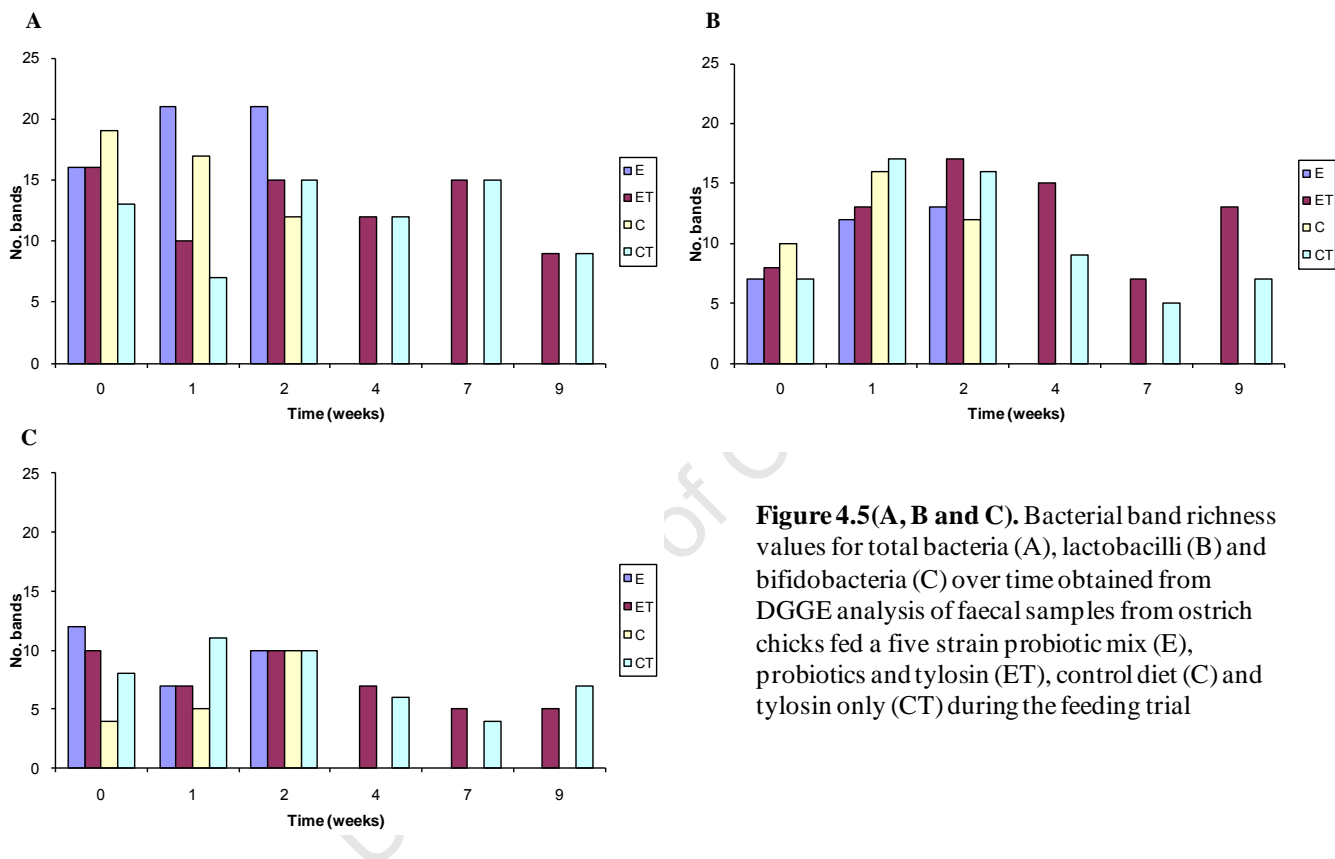 A
25
20
15
10
5
0
No. bands
0 1 2 4 7 9
Time (weeks)
E
ET
C
CT
B
25
20
15
10
5
0
No. bands
0 1 2 4 7 9
Time (weeks)
E
ET
C
CT
C
25
20
15
10
5
0
No. bands
0 1 2 4 7 9
Time (weeks)
E
ET
C
CT
Figure 4.5(A, B and C). Bacterial band richness
values for total bacteria (A), lactobacilli (B) and
bifidobacteria (C) over time obtained from
DGGE analysis of faecal samples from ostrich
chicks fed a five strain probiotic mix (E),
probiotics and tylosin (ET), control diet (C) and
tylosin only (CT) during the feeding trial
of C